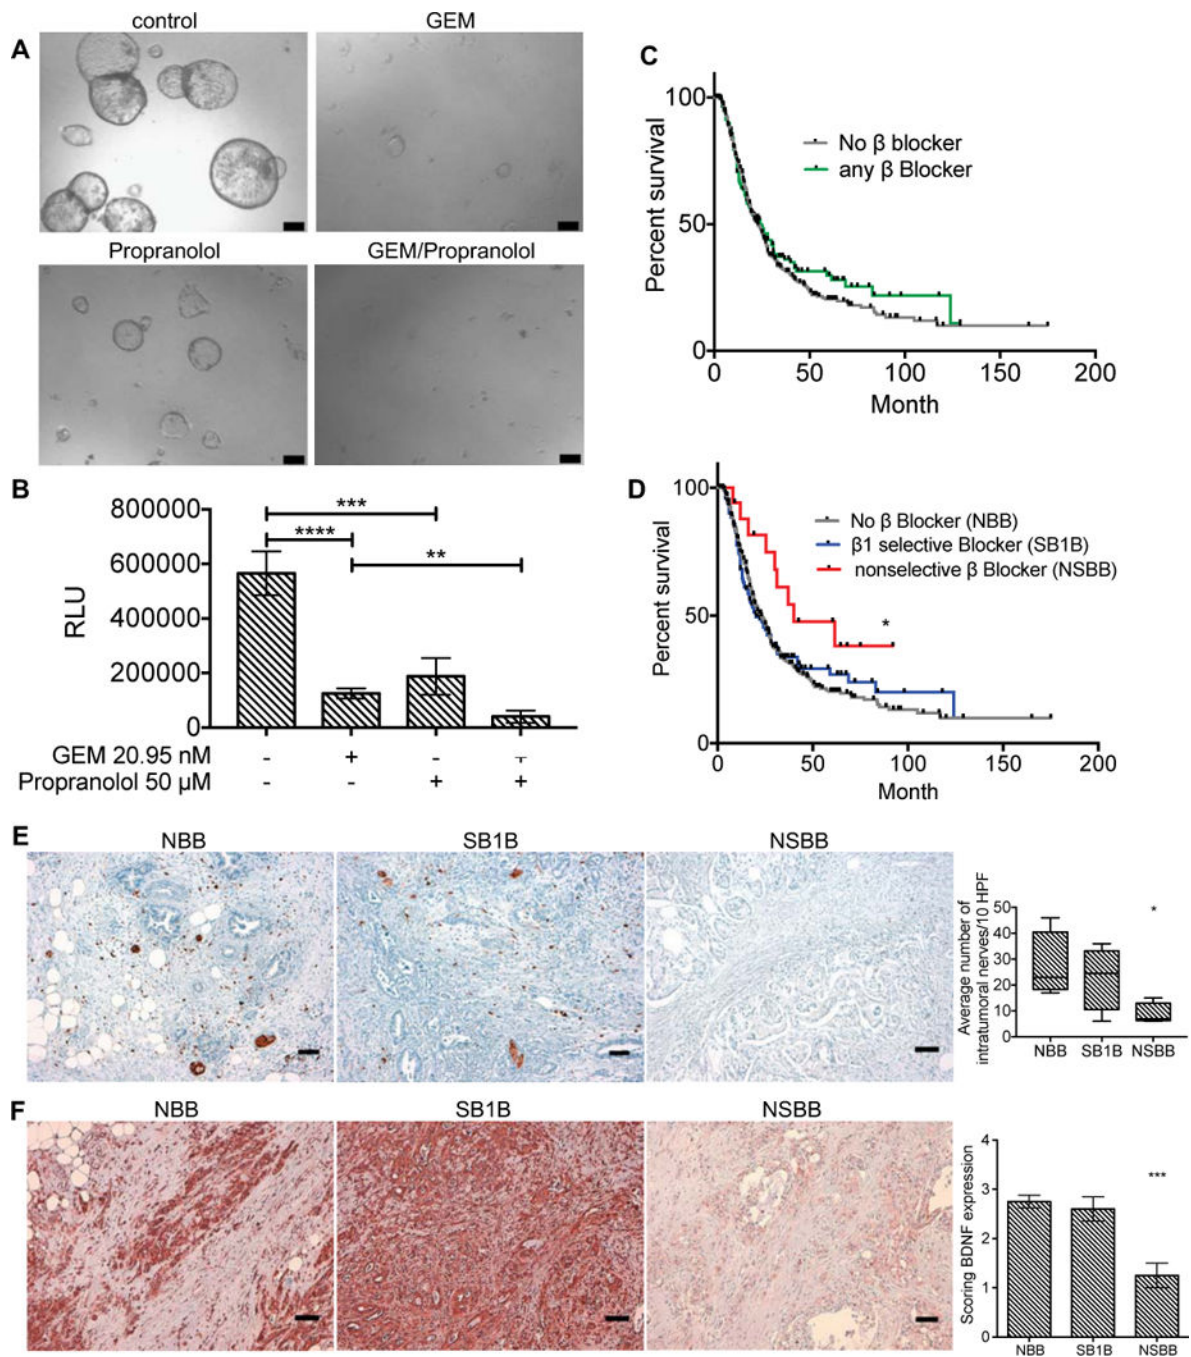 A
control
GEM
Propranolol
GEM/Propranolol
B
800000
600000
400000
200000
0
RLU
***
****
**
GEM 20.95 nM - + - +
Propranolol 50 μM - - + +
C
100
50
0
Percent survival
No β blocker
any β Blocker
0 50 100 150 200
Month
D
100
50
0
Percent survival
No β Blocker (NBB)
β1 selective Blocker (SB1B)
nonselective β Blocker (NSBB)
*
0 50 100 150 200
Month
E
NBB
SB1B
NSBB
Average number of
intratumoral nerves/10 HPF
50
40
30
20
10
0
*
NBB SB1B NSBB
F
NBB
SB1B
NSBB
Scoring BDNF expression
4
3
2
1
0
***
NBB SB1B NSBB